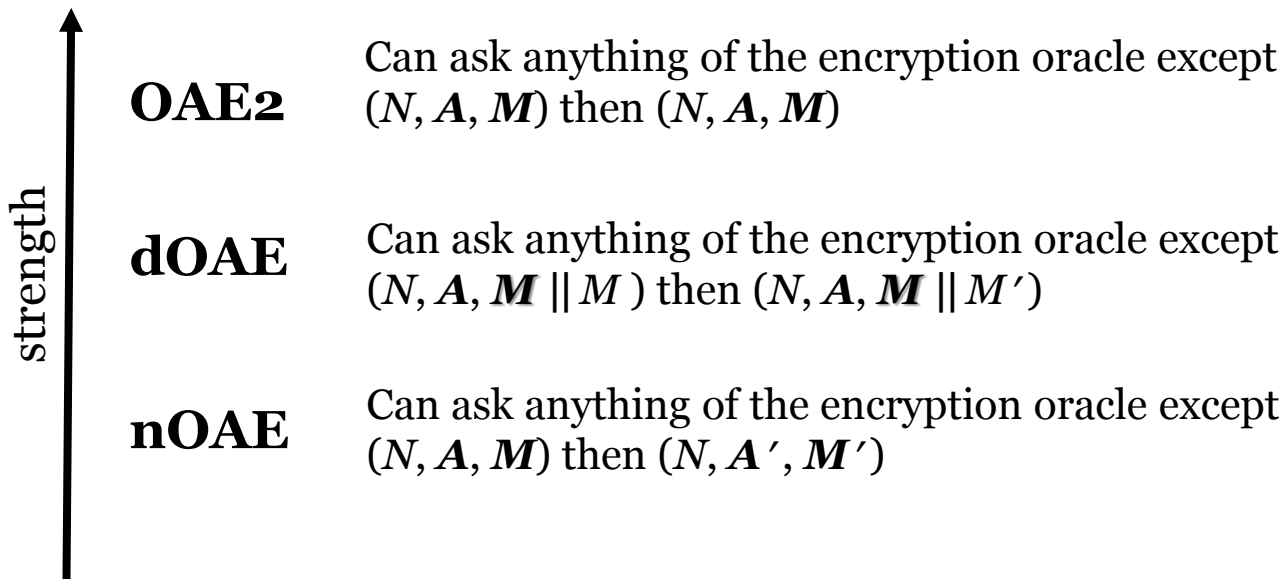 strength
OAE2
Can ask anything of the encryption oracle except
(N, A, M) then (N, A, M)
dOAE
Can ask anything of the encryption oracle except
(N, A, M || M ) then (N, A, M || M′)
nOAE
Can ask anything of the encryption oracle except
(N, A, M) then (N, A′, M′)